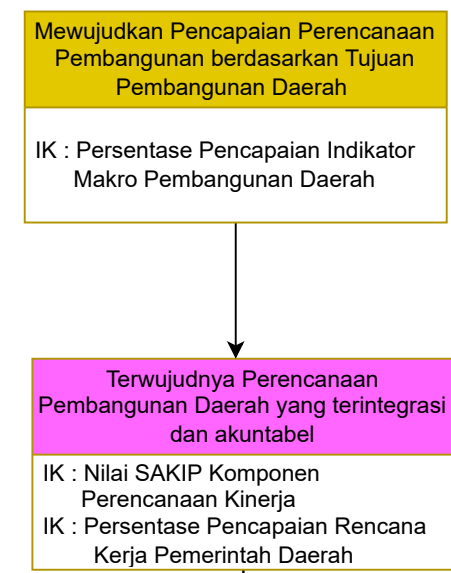 Mewujudkan Pencapaian Perencanaan
Pembangunan berdasarkan Tujuan
Pembangunan Daerah
IK : Persentase Pencapaian Indikator
Makro Pembangunan Daerah
Terwujudnya Perencanaan
Pembangunan Daerah yang terintegrasi
dan akuntabel
IK : Nilai SAKIP Komponen
Perencanaan Kinerja
IK : Persentase Pencapaian Rencana
Kerja Pemerintah Daerah